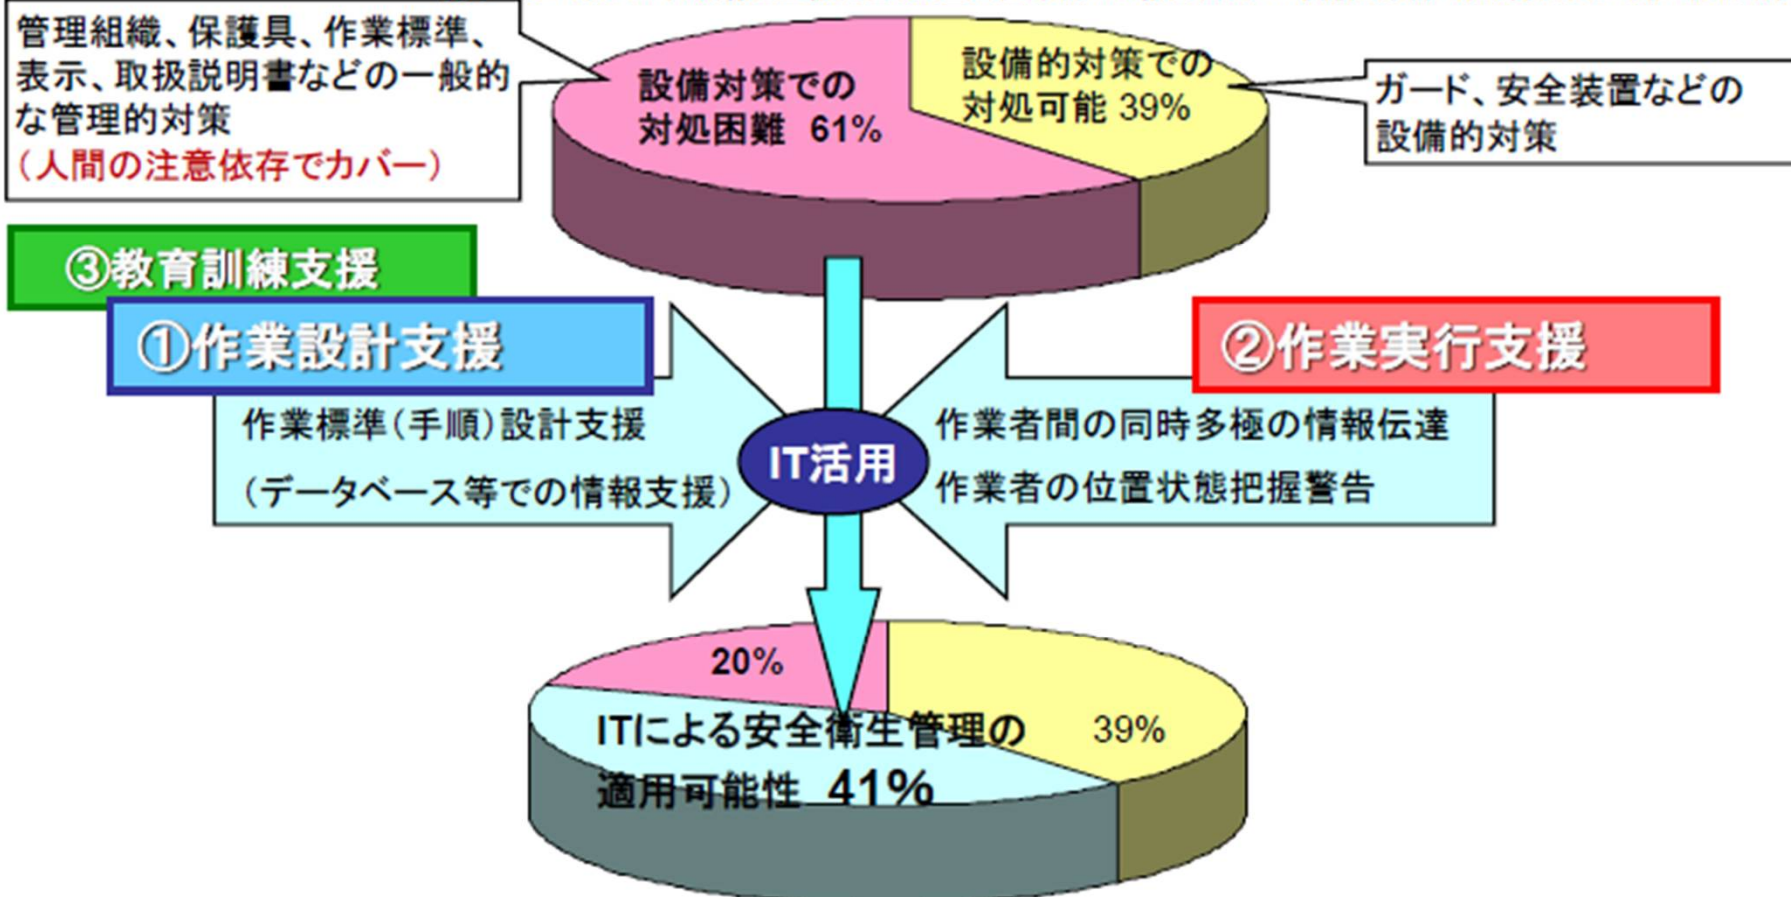 管理組織、保護具、作業標準、
表示、取扱説明書などの一般的
な管理的対策
（人間の注意依存でカバー）
設備対策での
対処困難 61%
設備的対策での
対処可能 39%
ガード、安全装置などの
設備的対策
③教育訓練支援
①作業設計支援
②作業実行支援
作業標準（手順）設計支援
（データベース等での情報支援）
IT活用
作業者間の同時多極の情報伝達
作業者の位置状態把握警告
20%
39%
ITによる安全衛生管理の
適用可能性 41%